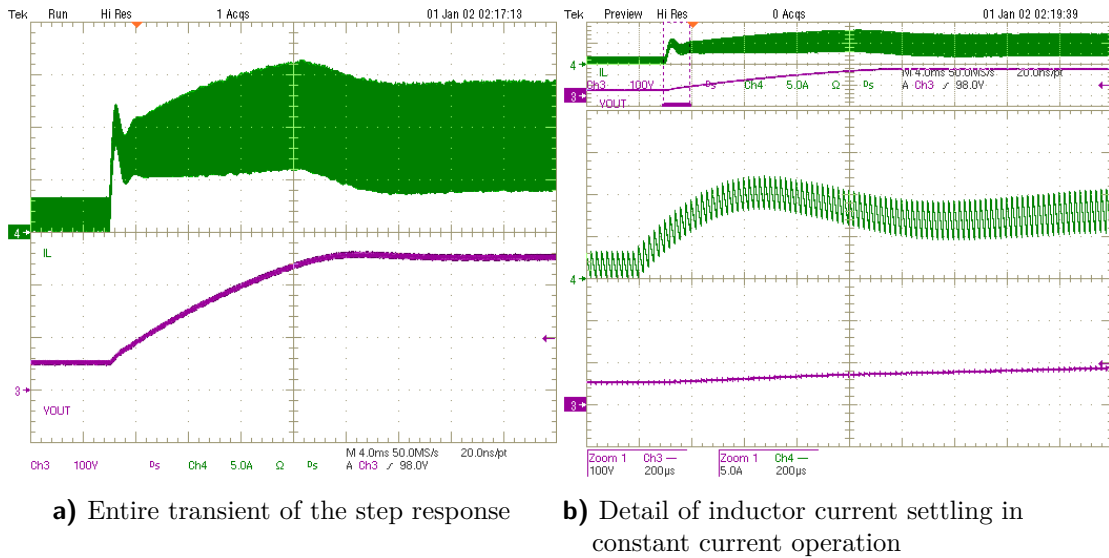 Tek Run Hi Res 1 Acqs 01 Jan 02 02:17:13
4
IL
3
VOUT
M 4.0ms 50.0MS/s 20.0ns/pt
Ch3 100V Ds Ch4 5.0A Ω Ds A Ch3 ∕ 98.0V
a) Entire transient of the step response
Tek Preview Hi Res 0 Acqs 01 Jan 02 02:19:39
4
IL
M 4.0ms 50.0MS/s 20.0ns/pt
Ch3 100V Ds Ch4 5.0A Ω Ds A Ch3 ∕ 98.0V
3
VOUT
4
3
Zoom 1 Ch3
100V 200µs
Zoom 1 Ch4
5.0A 200µs
b) Detail of inductor current settling in
constant current operation